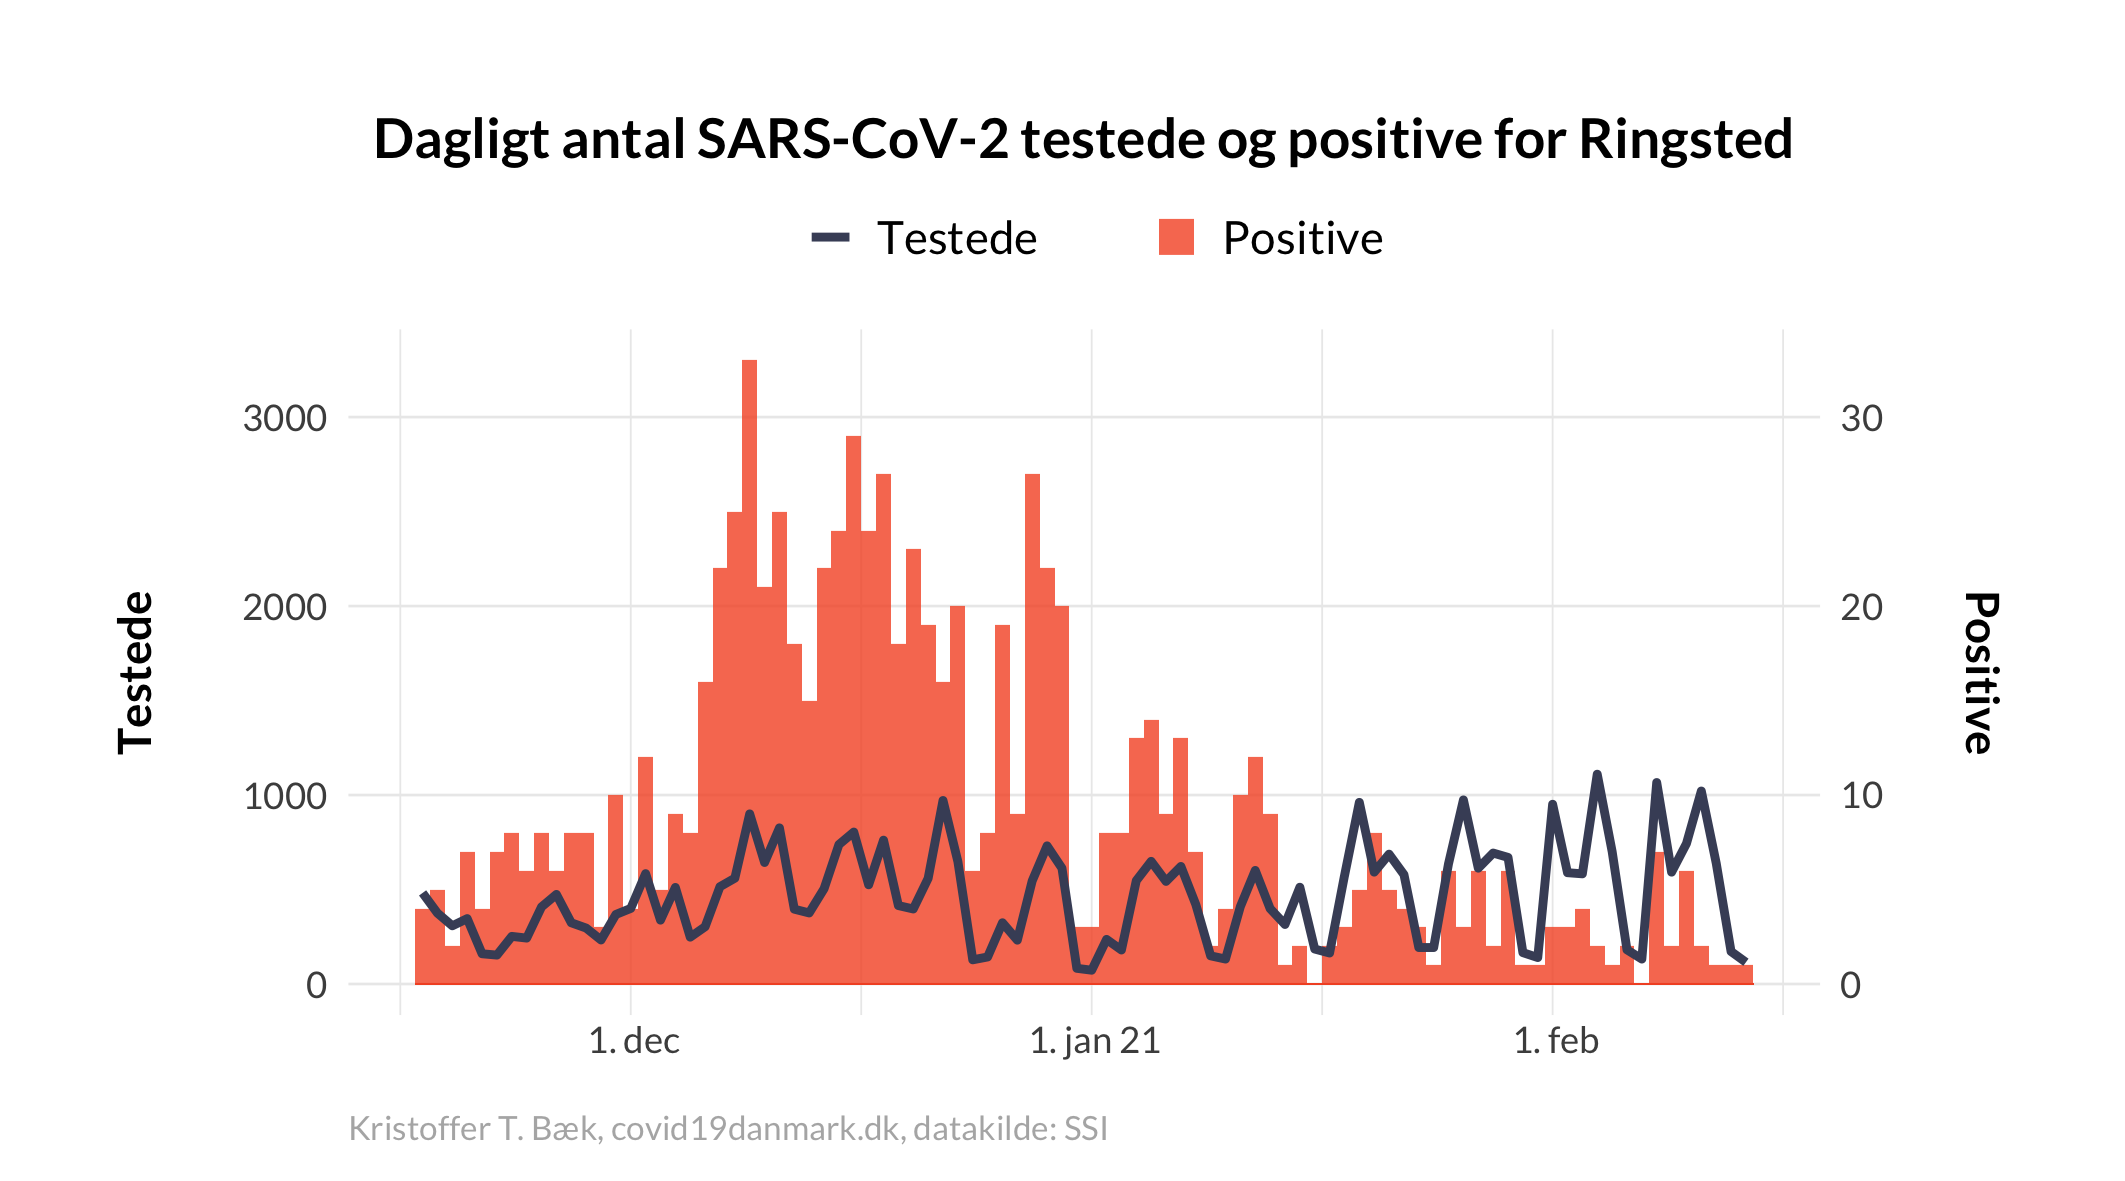 Dagligt antal SARS-CoV-2 testede og positive for Ringsted
Testede
Positive
3000
2000
1000
0
30
20
10
0
Testede
Positive
1. dec
1. jan 21
1. feb
Kristoffer T. Bæk, covid19danmark.dk, datakilde: SSI